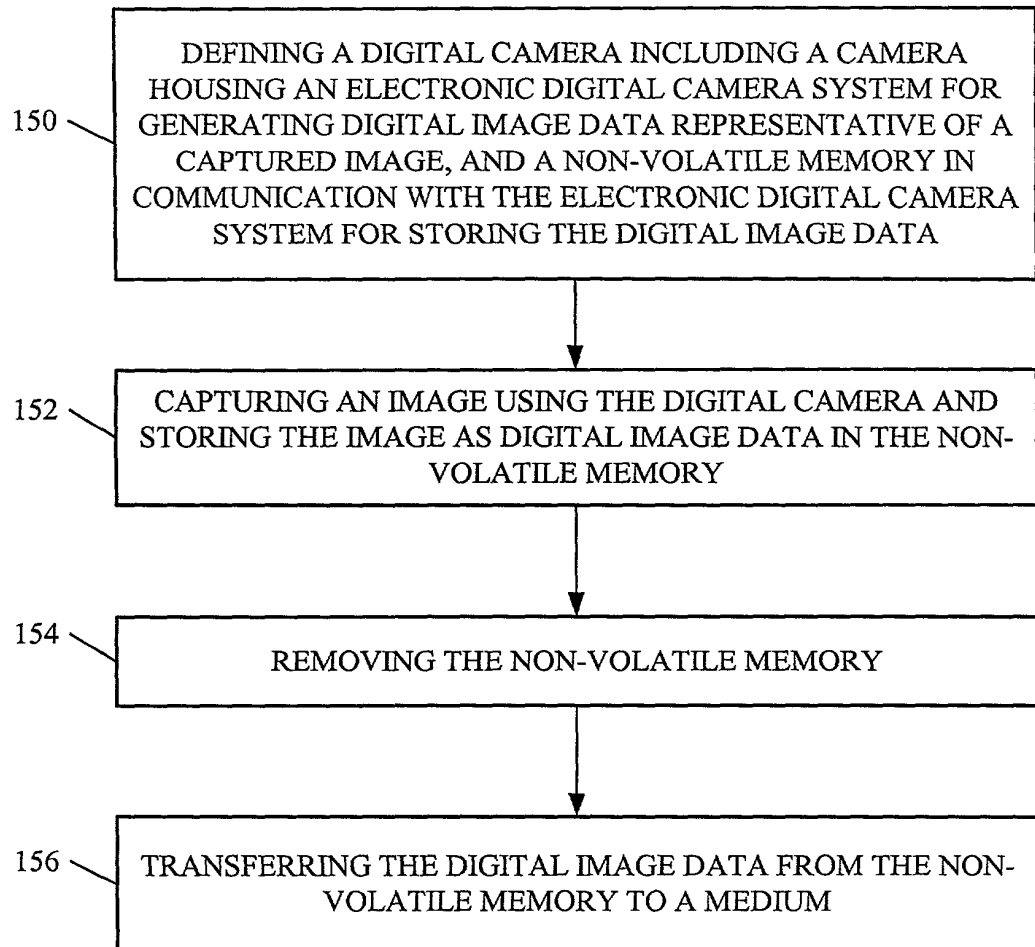 150
DEFINING A DIGITAL CAMERA INCLUDING A CAMERA
HOUSING AN ELECTRONIC DIGITAL CAMERA SYSTEM FOR
GENERATING DIGITAL IMAGE DATA REPRESENTATIVE OF A
CAPTURED IMAGE, AND A NON-VOLATILE MEMORY IN
COMMUNICATION WITH THE ELECTRONIC DIGITAL CAMERA
SYSTEM FOR STORING THE DIGITAL IMAGE DATA
152
CAPTURING AN IMAGE USING THE DIGITAL CAMERA AND
STORING THE IMAGE AS DIGITAL IMAGE DATA IN THE NON-
VOLATILE MEMORY
154
REMOVING THE NON-VOLATILE MEMORY
156
TRANSFERRING THE DIGITAL IMAGE DATA FROM THE NON-
VOLATILE MEMORY TO A MEDIUM